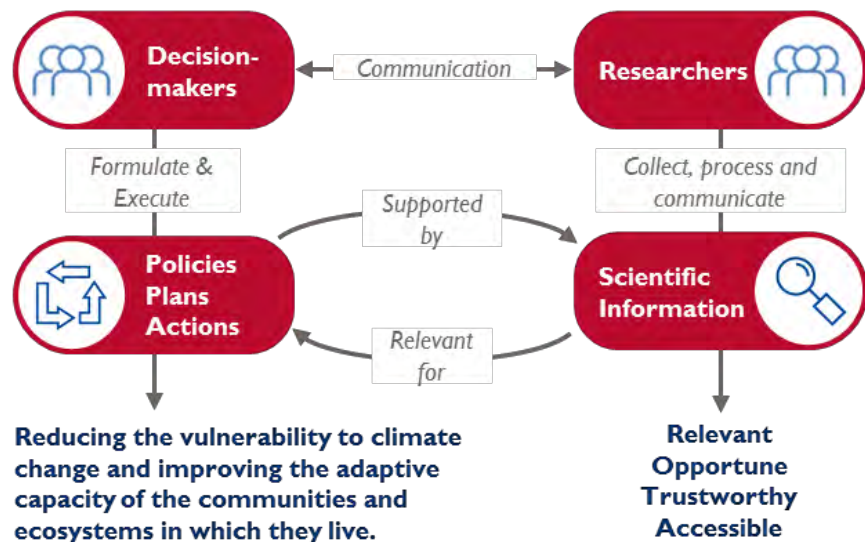 Decision-
makers
Communication
Researchers
Formulate &
Execute
Collect, process and
communicate
Supported
by
Policies
Plans
Actions
Scientific
Information
Relevant
for
Reducing the vulnerability to climate
change and improving the adaptive
capacity of the communities and
ecosystems in which they live.
Relevant
Opportune
Trustworthy
Accessible